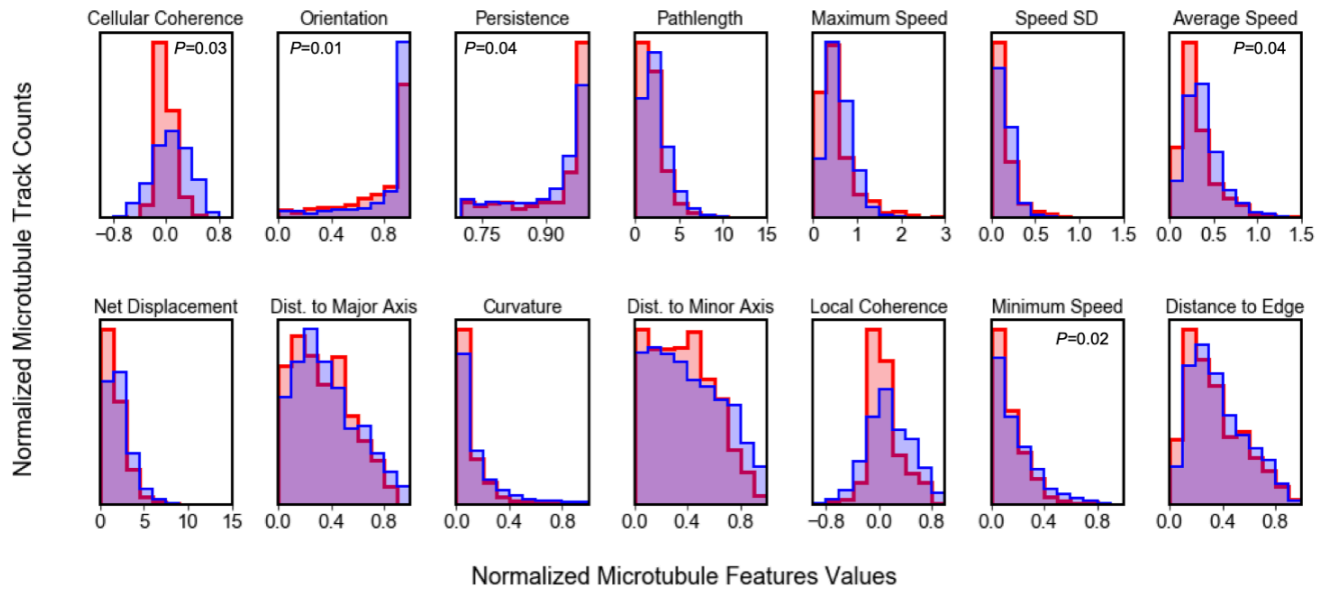 Cellular Coherence Orientation Persistence Pathlength Maximum Speed Speed SD Average Speed
P=0.03 P=0.01 P=0.04 P=0.04
−0.8 0.0 0.8 0.0 0.4 0.8 0.75 0.90 0 5 10 15 0 1 2 3 0.0 0.5 1.0 1.5 0.0 0.5 1.0 1.5
Normalized Microtubule Track Counts
Net Displacement Dist. to Major Axis Curvature Dist. to Minor Axis Local Coherence Minimum Speed Distance to Edge
P=0.02
0 5 10 15 0.0 0.4 0.8 0.0 0.4 0.8 0.0 0.4 0.8 −0.8 0.0 0.8 0.0 0.4 0.8 0.0 0.4 0.8
Normalized Microtubule Features Values